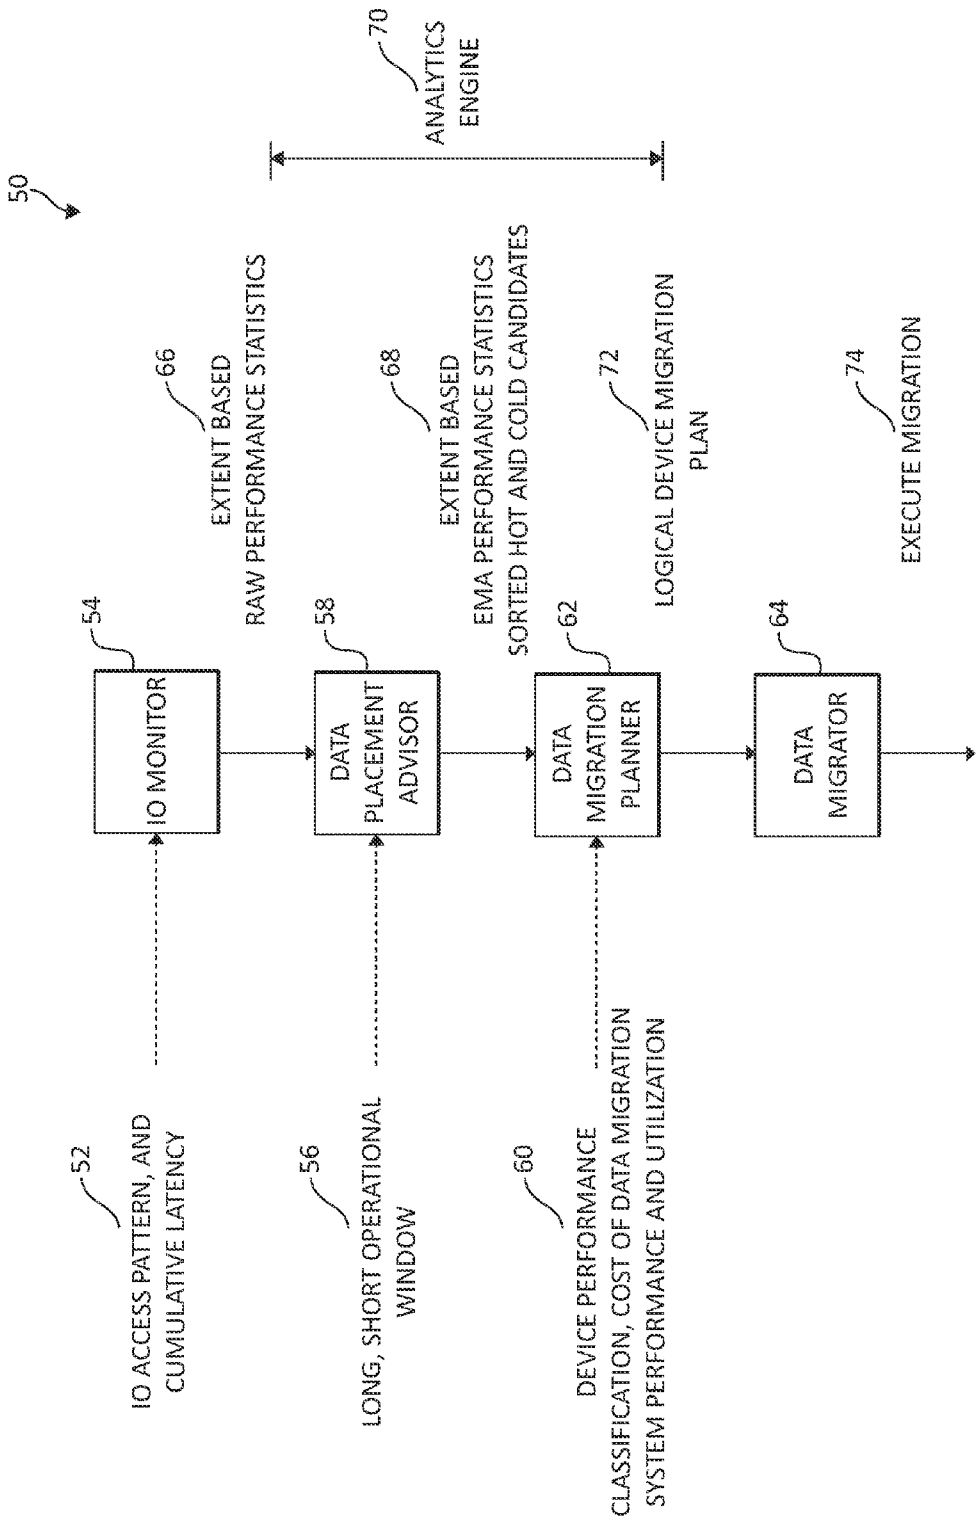 50
52
IO ACCESS PATTERN, AND
CUMULATIVE LATENCY
54
IO MONITOR
66
EXTENT BASED
RAW PERFORMANCE STATISTICS
70
ANALYTICS
ENGINE
56
LONG, SHORT OPERATIONAL
WINDOW
58
DATA
PLACEMENT
ADVISOR
68
EXTENT BASED
EMA PERFORMANCE STATISTICS
SORTED HOT AND COLD CANDIDATES
60
DEVICE PERFORMANCE
CLASSIFICATION, COST OF DATA MIGRATION
SYSTEM PERFORMANCE AND UTILIZATION
62
DATA
MIGRATION
PLANNER
72
LOGICAL DEVICE MIGRATION
PLAN
64
DATA
MIGRATOR
74
EXECUTE MIGRATION